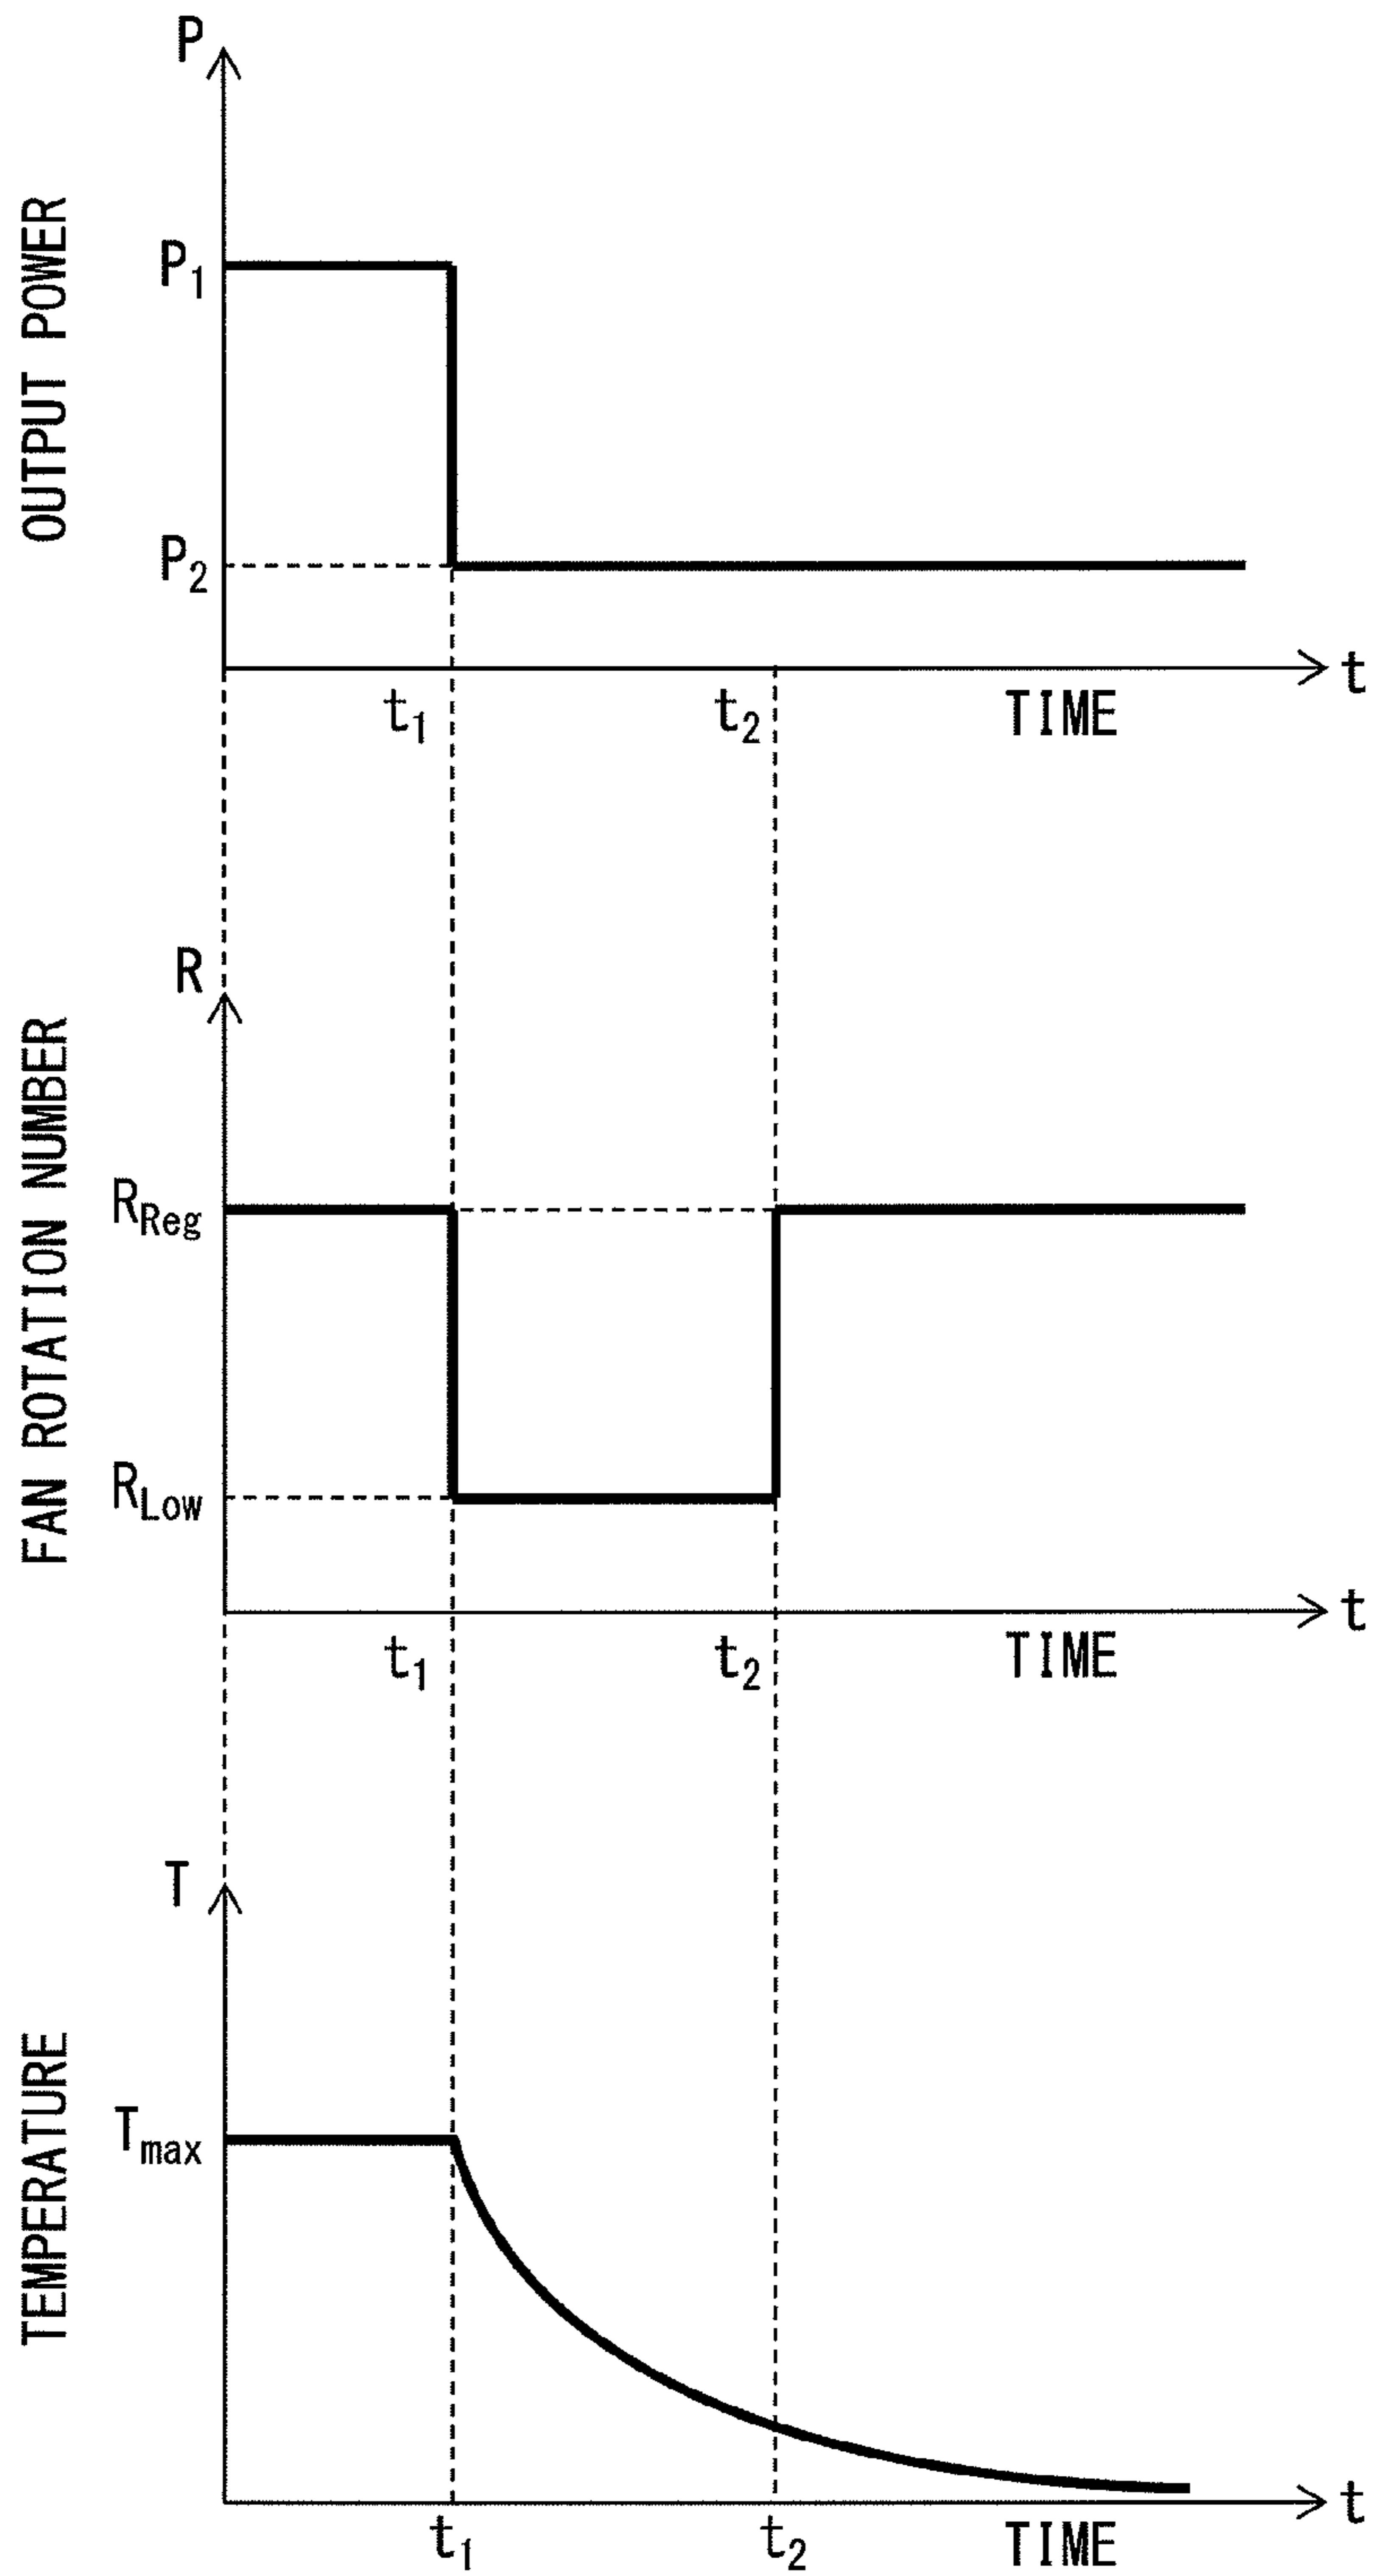 P
OUTPUT POWER
P1
P2
t
t1
t2
TIME
R
FAN ROTATION NUMBER
RReg
RLow
t
t1
t2
TIME
T
TEMPERATURE
Tmax
t
t1
t2
TIME